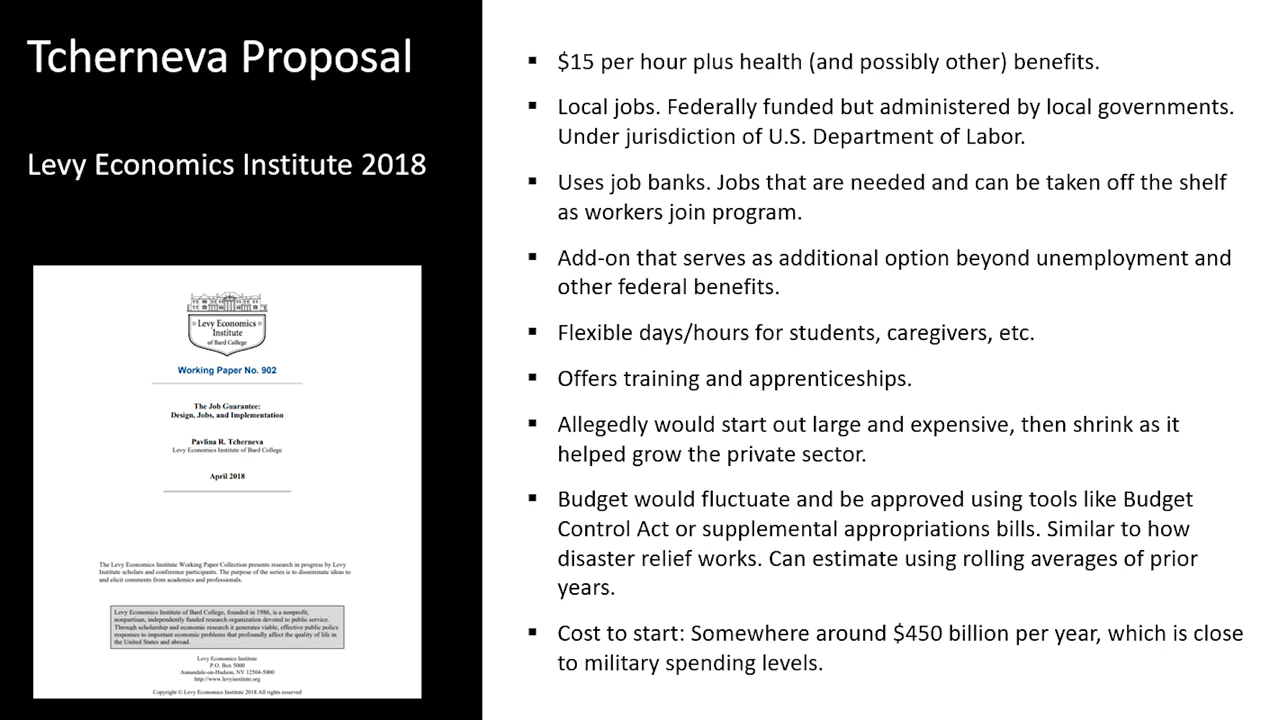 Tcherneva Proposal
Levy Economics Institute 2018
Levy Economics
Institute
of Bard College
Working Paper No. 902
The Job Guarantee:
Design, Jobs, and Implementation
Pavlina R. Tcherneva
Levy Economics Institute of Bard College
April 2018
The Levy Economics Institute Working Paper Collection presents research in progress by Levy
Institute scholars and conference participants. The purpose of the series is to disseminate ideas to
and elicit comments from academics and professionals.
Levy Economics Institute of Bard College, founded in 1986, is a nonprofit,
nonpartisan, independently funded research organization devoted to public service.
Through scholarship and economic research it generates viable, effective public policy
responses to important economic problems that profoundly affect the quality of life in
the United States and abroad.
Levy Economics Institute
P.O. Box 5000
Annandale-on-Hudson, NY 12504-5000
http://www.levyinstitute.org
Copyright © Levy Economics Institute 2018 All rights reserved
▪ $15 per hour plus health (and possibly other) benefits.
▪ Local jobs. Federally funded but administered by local governments.
Under jurisdiction of U.S. Department of Labor.
▪ Uses job banks. Jobs that are needed and can be taken off the shelf
as workers join program.
▪ Add-on that serves as additional option beyond unemployment and
other federal benefits.
▪ Flexible days/hours for students, caregivers, etc.
▪ Offers training and apprenticeships.
▪ Allegedly would start out large and expensive, then shrink as it
helped grow the private sector.
▪ Budget would fluctuate and be approved using tools like Budget
Control Act or supplemental appropriations bills. Similar to how
disaster relief works. Can estimate using rolling averages of prior
years.
▪ Cost to start: Somewhere around $450 billion per year, which is close
to military spending levels.